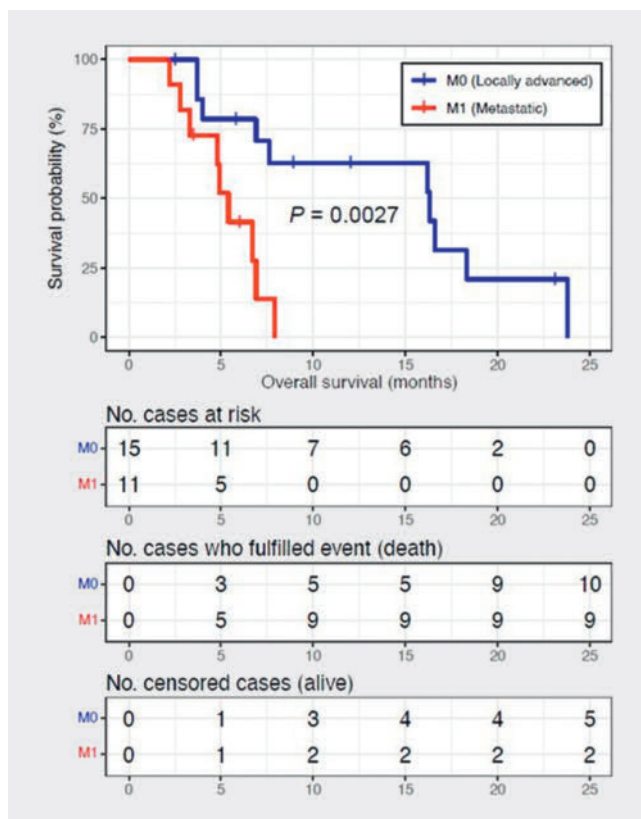 100
75
50
25
0
Survival probability (%)
M0 (Locally advanced)
M1 (Metastatic)
P = 0.0027
0 5 10 15 20 25
Overall survival (months)
No. cases at risk
M0 15 11 7 6 2 0
M1 11 5 0 0 0 0
0 5 10 15 20 25
No. cases who fulfilled event (death)
M0 0 3 5 5 9 10
M1 0 5 9 9 9 9
0 5 10 15 20 25
No. censored cases (alive)
M0 0 1 3 4 4 5
M1 0 1 2 2 2 2
0 5 10 15 20 25